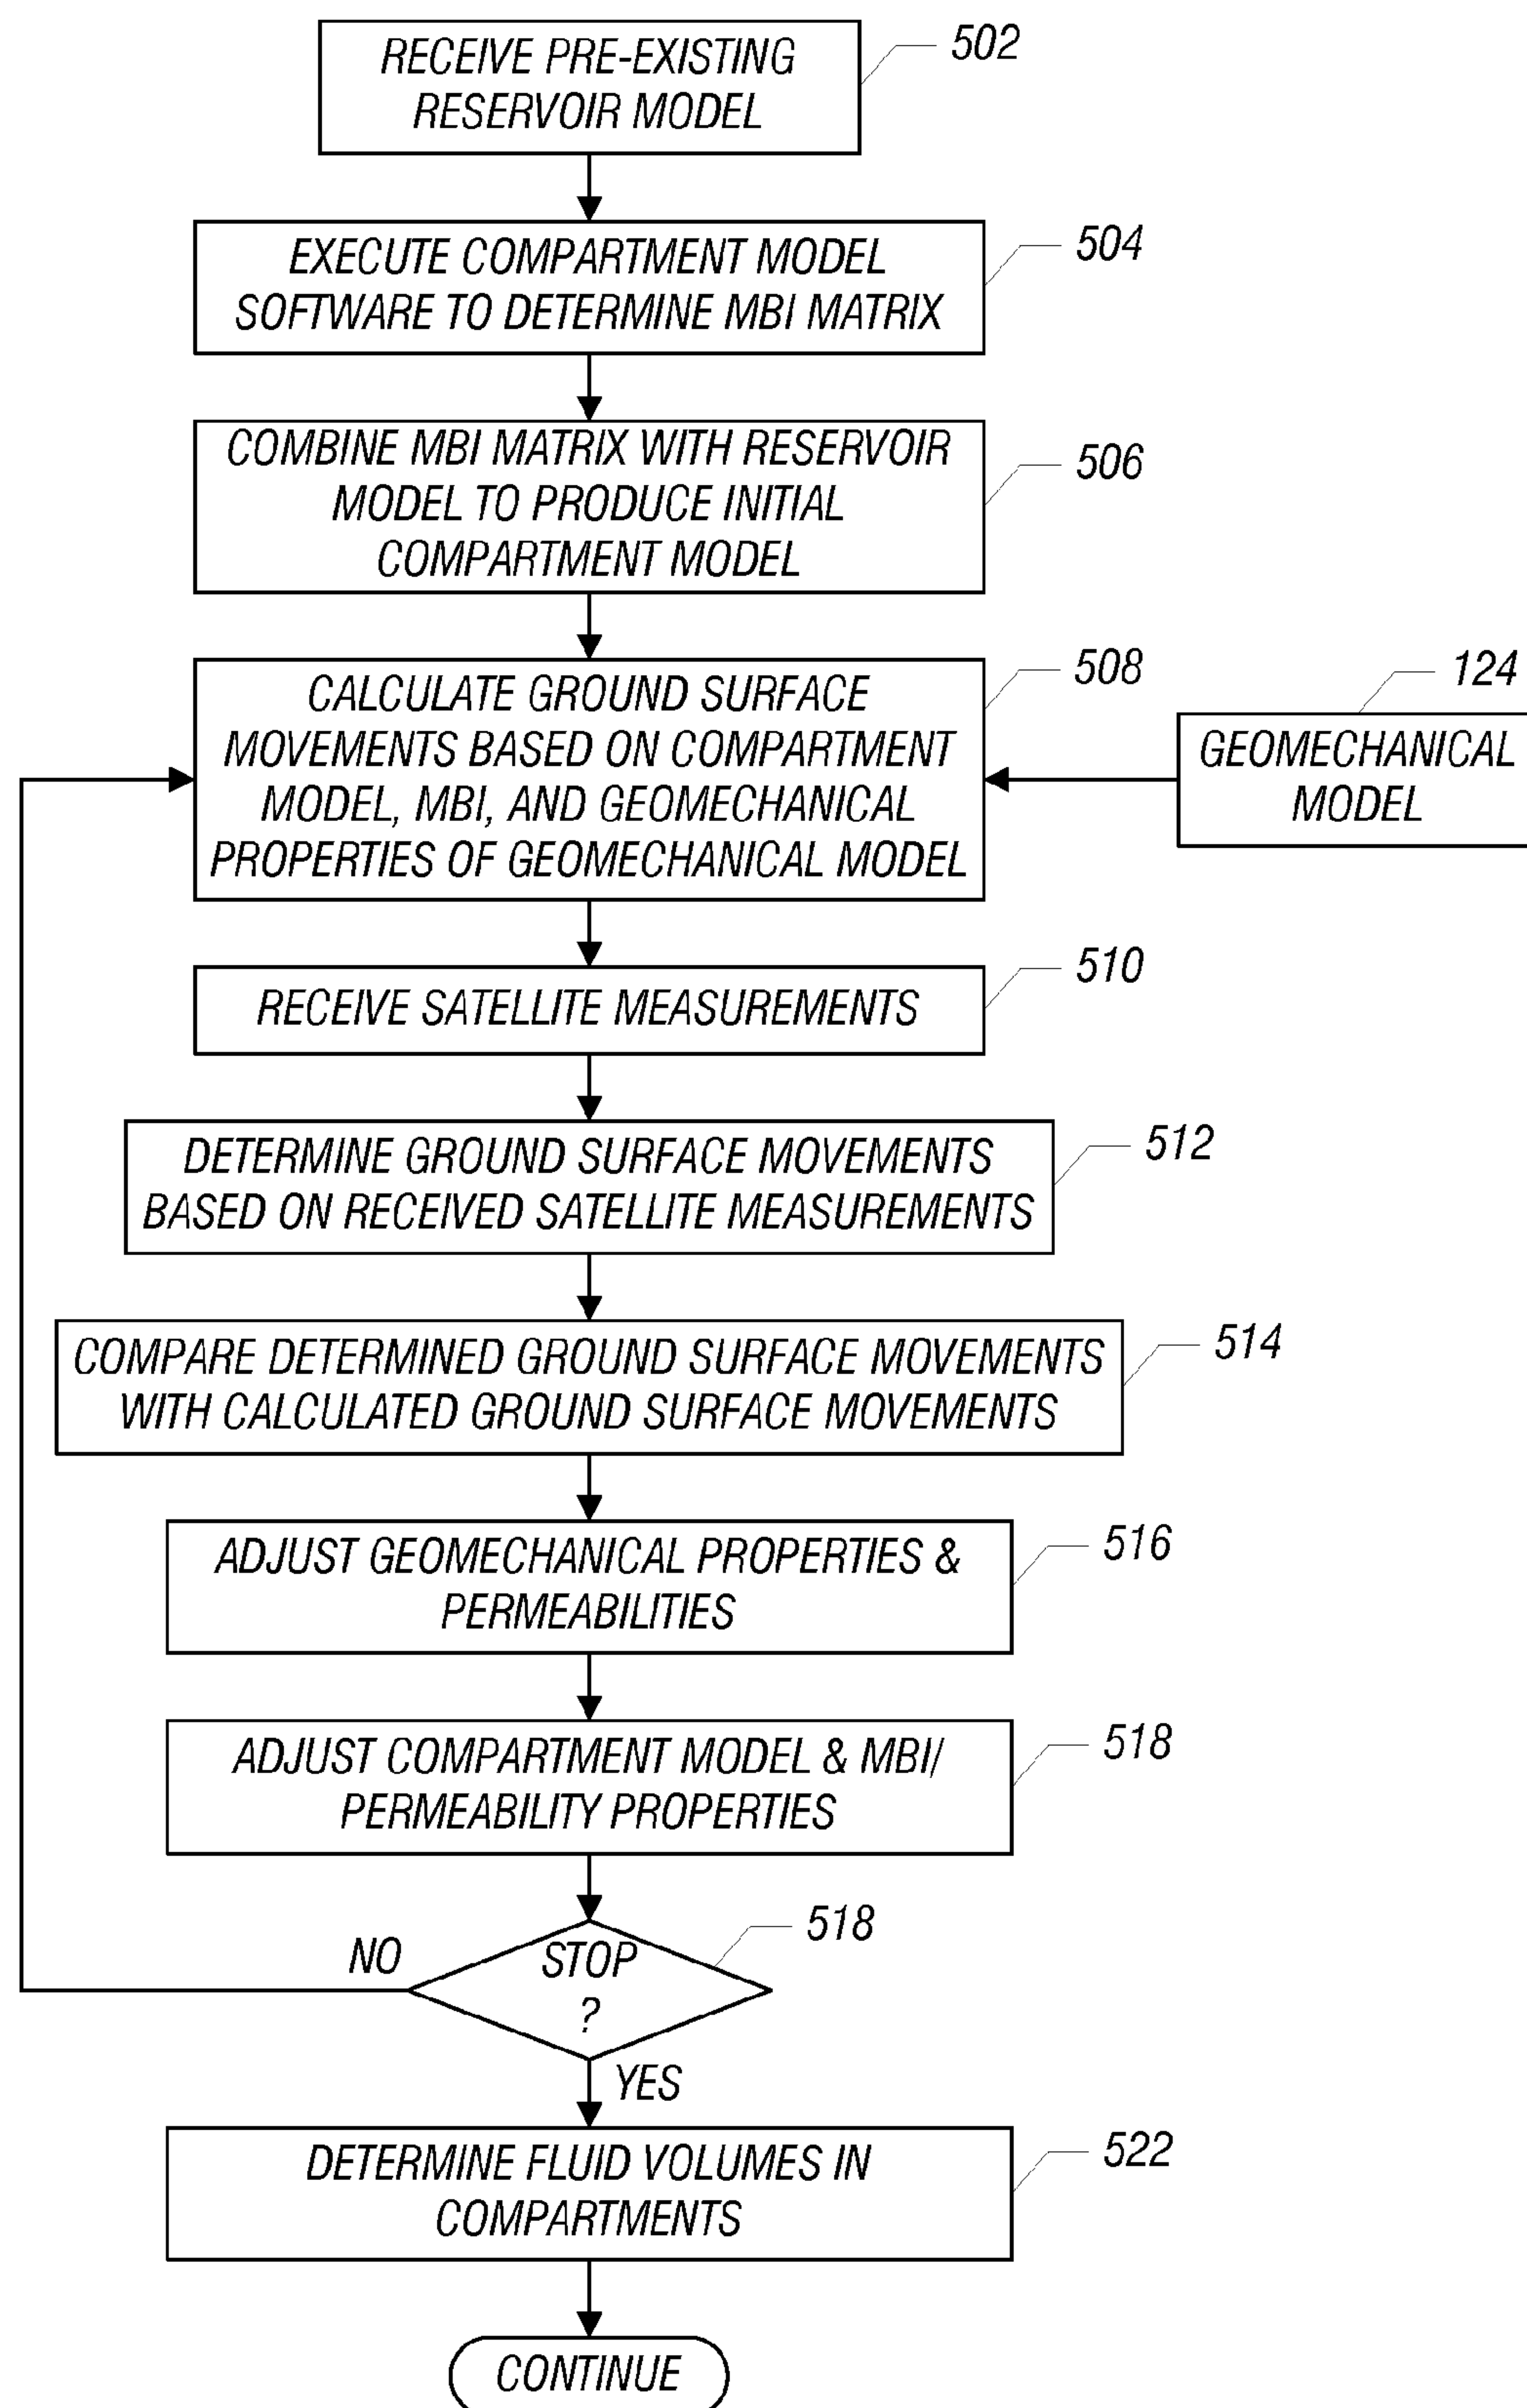 RECEIVE PRE-EXISTING
RESERVOIR MODEL
502
EXECUTE COMPARTMENT MODEL
SOFTWARE TO DETERMINE MBI MATRIX
504
COMBINE MBI MATRIX WITH RESERVOIR
MODEL TO PRODUCE INITIAL
COMPARTMENT MODEL
506
CALCULATE GROUND SURFACE
MOVEMENTS BASED ON COMPARTMENT
MODEL, MBI, AND GEOMECHANICAL
PROPERTIES OF GEOMECHANICAL MODEL
508
124
GEOMECHANICAL
MODEL
RECEIVE SATELLITE MEASUREMENTS
510
DETERMINE GROUND SURFACE MOVEMENTS
BASED ON RECEIVED SATELLITE MEASUREMENTS
512
COMPARE DETERMINED GROUND SURFACE MOVEMENTS
WITH CALCULATED GROUND SURFACE MOVEMENTS
514
ADJUST GEOMECHANICAL PROPERTIES &
PERMEABILITIES
516
ADJUST COMPARTMENT MODEL & MBI/
PERMEABILITY PROPERTIES
518
STOP
?
518
NO
YES
DETERMINE FLUID VOLUMES IN
COMPARTMENTS
522
CONTINUE